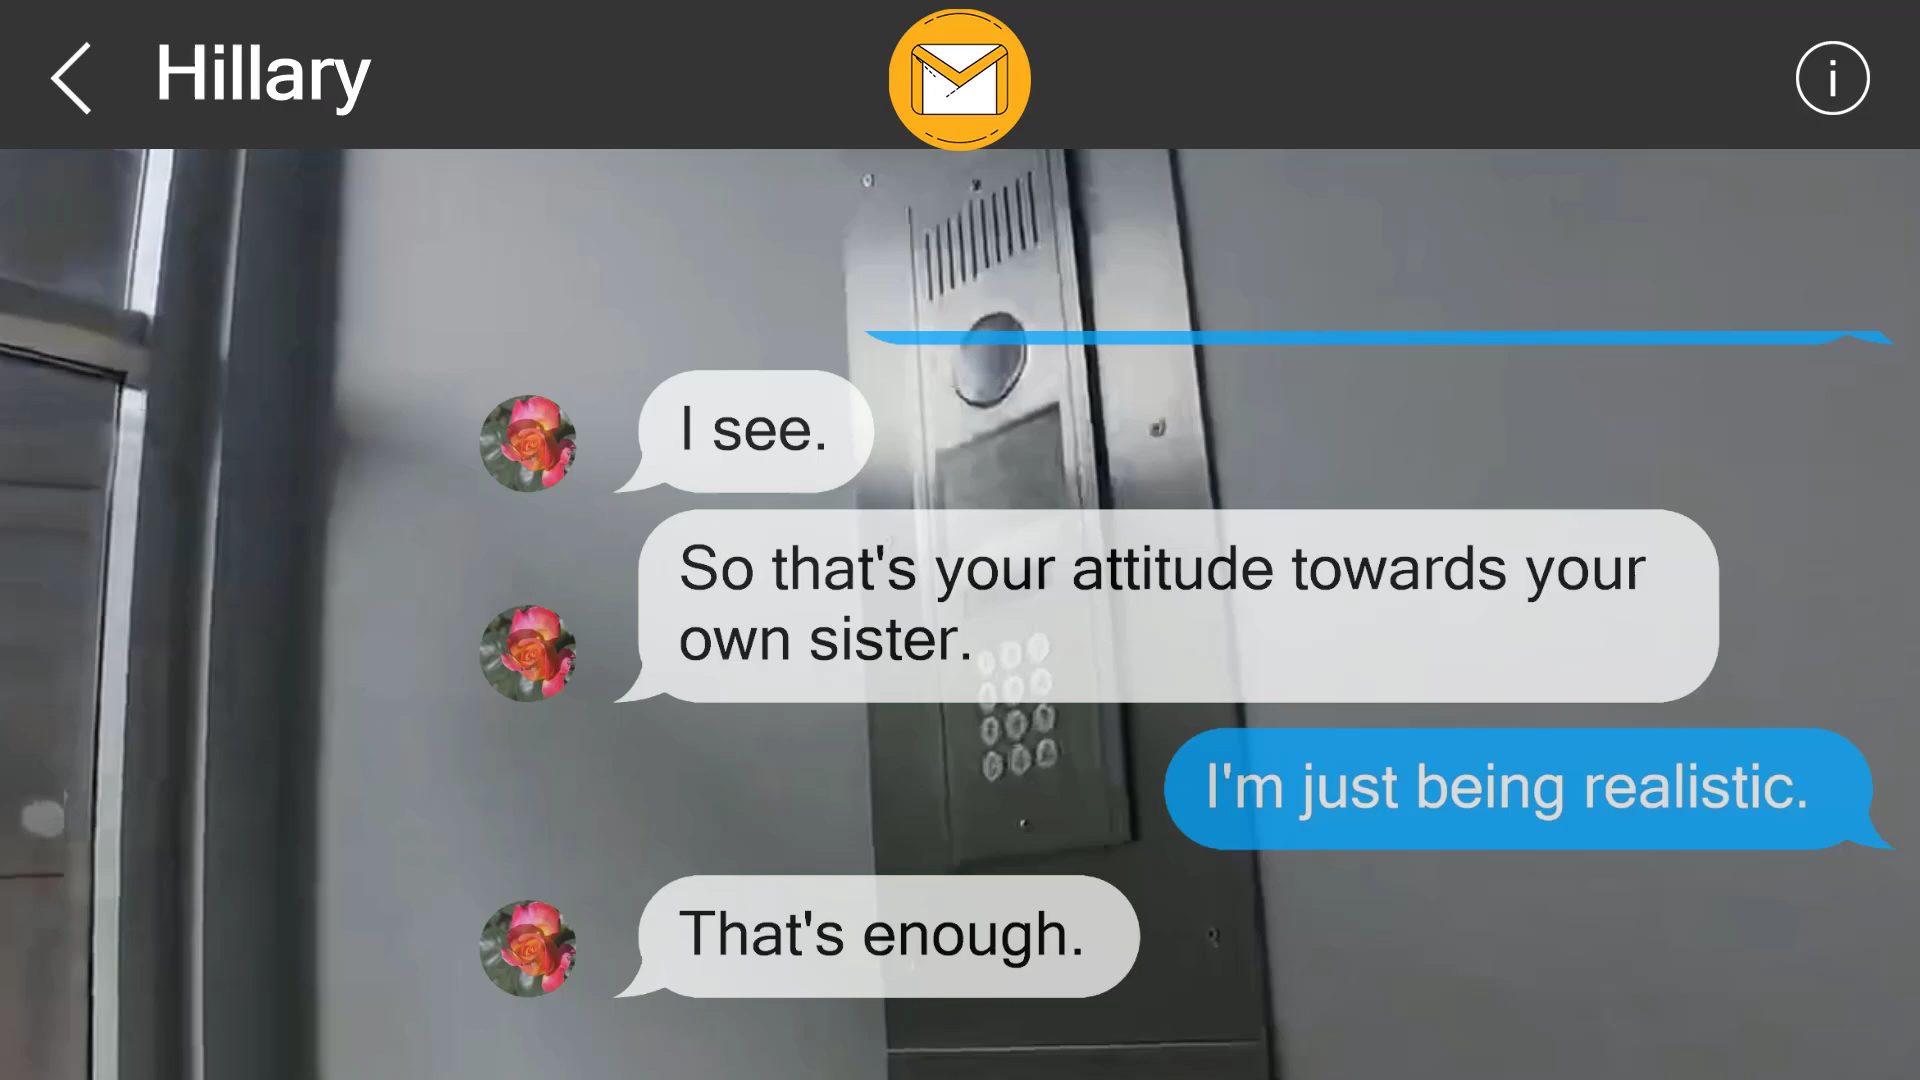 Hillary
I see.
So that's your attitude towards your
own sister.
I'm just being realistic.
That's enough.